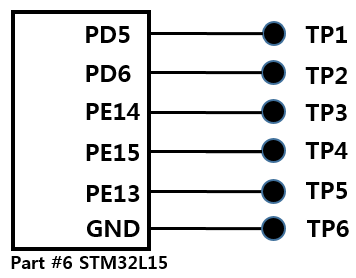 PD5 TP1
PD6 TP2
PE14 TP3
PE15 TP4
PE13 TP5
GND TP6
Part #6 STM32L15